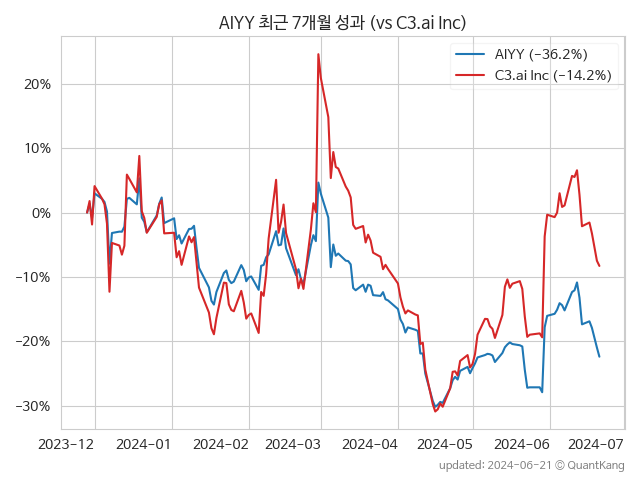 AIYY 최근 7개월 성과 (vs C3.ai Inc)
AIYY (−36.2%)
C3.ai Inc (−14.2%)
20%
10%
0%
−10%
−20%
−30%
2023-12 2024-01 2024-02 2024-03 2024-04 2024-05 2024-06 2024-07
updated: 2024-06-21 © QuantKang